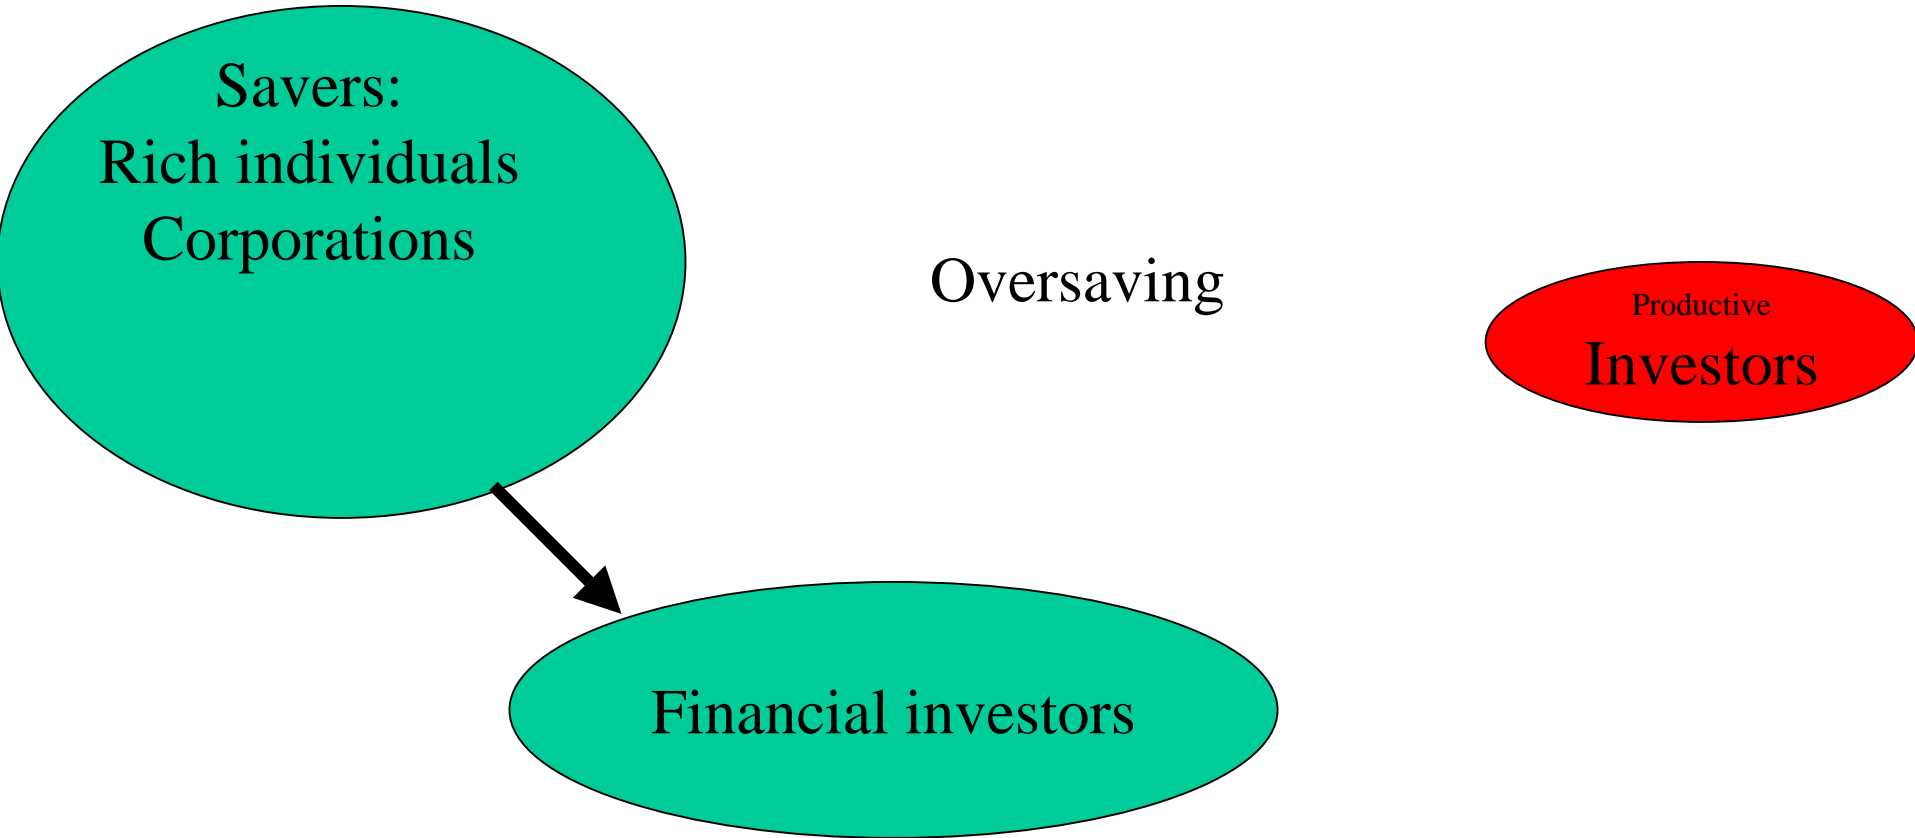 Savers:
Rich individuals
Corporations
Oversaving
Productive
Investors
Financial investors